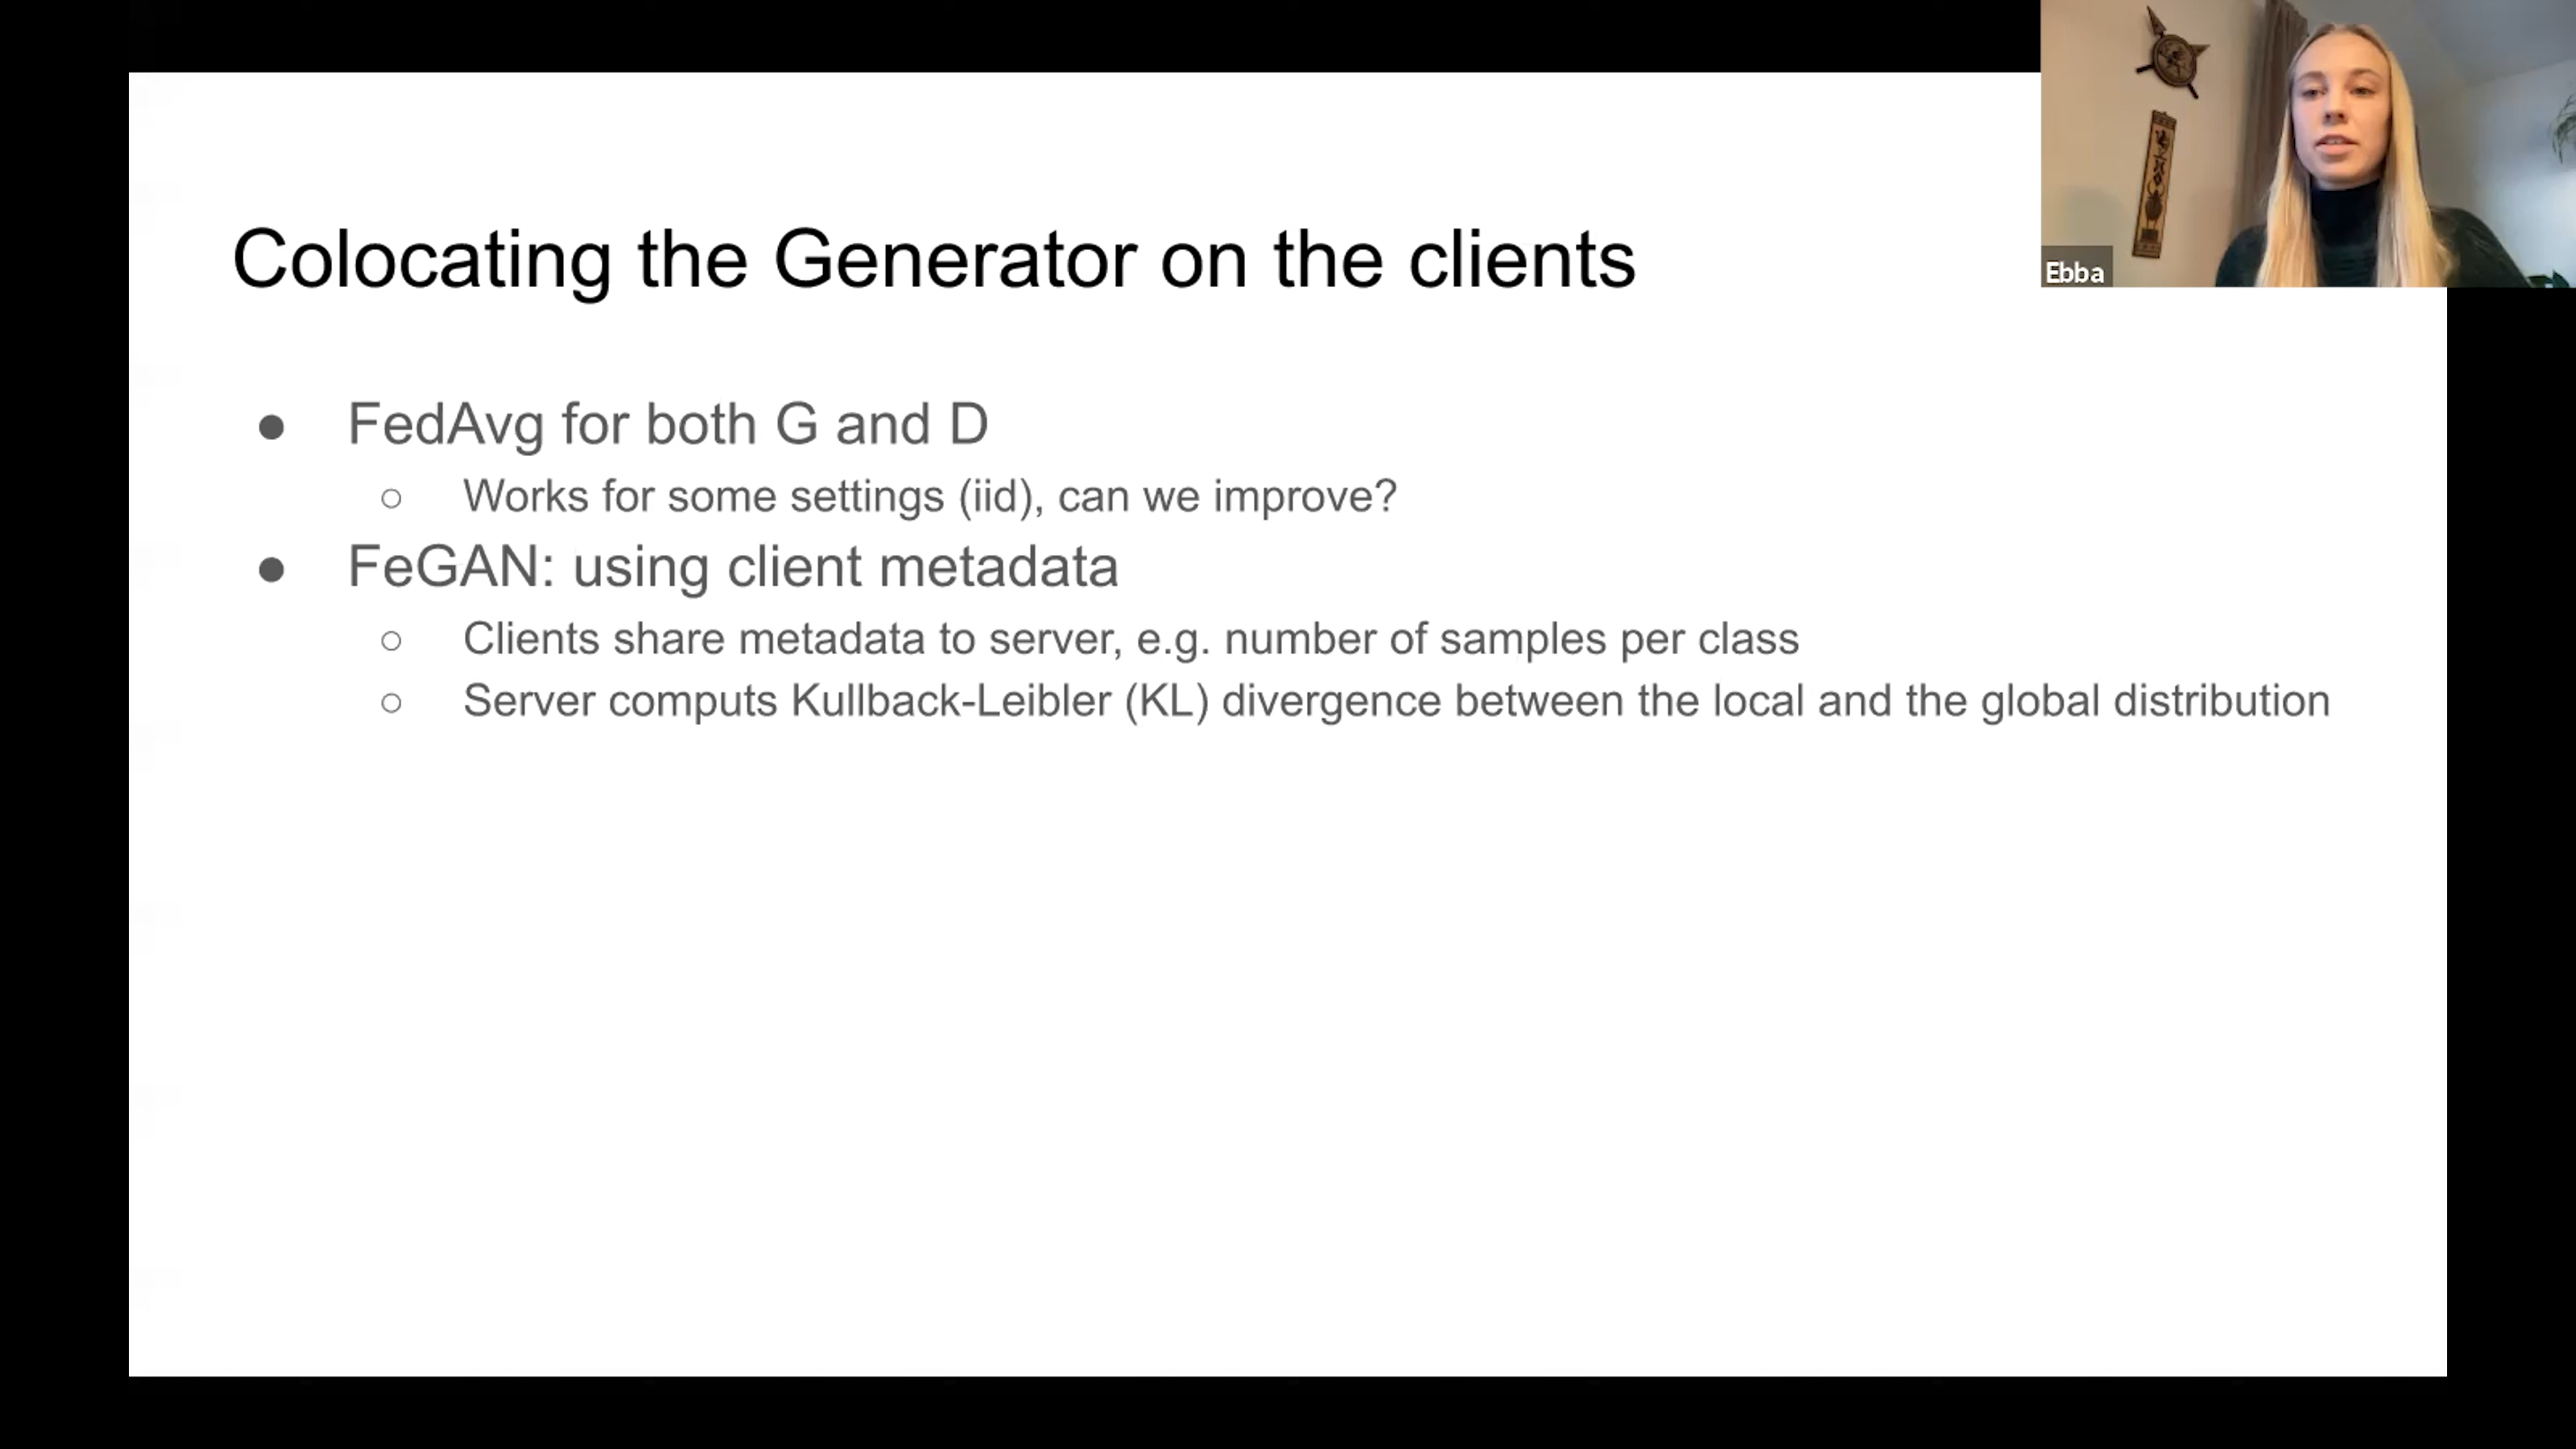 Colocating the Generator on the clients
Ebba
● FedAvg for both G and D
○ Works for some settings (iid), can we improve?
● FeGAN: using client metadata
○ Clients share metadata to server, e.g. number of samples per class
○ Server computs Kullback-Leibler (KL) divergence between the local and the global distribution